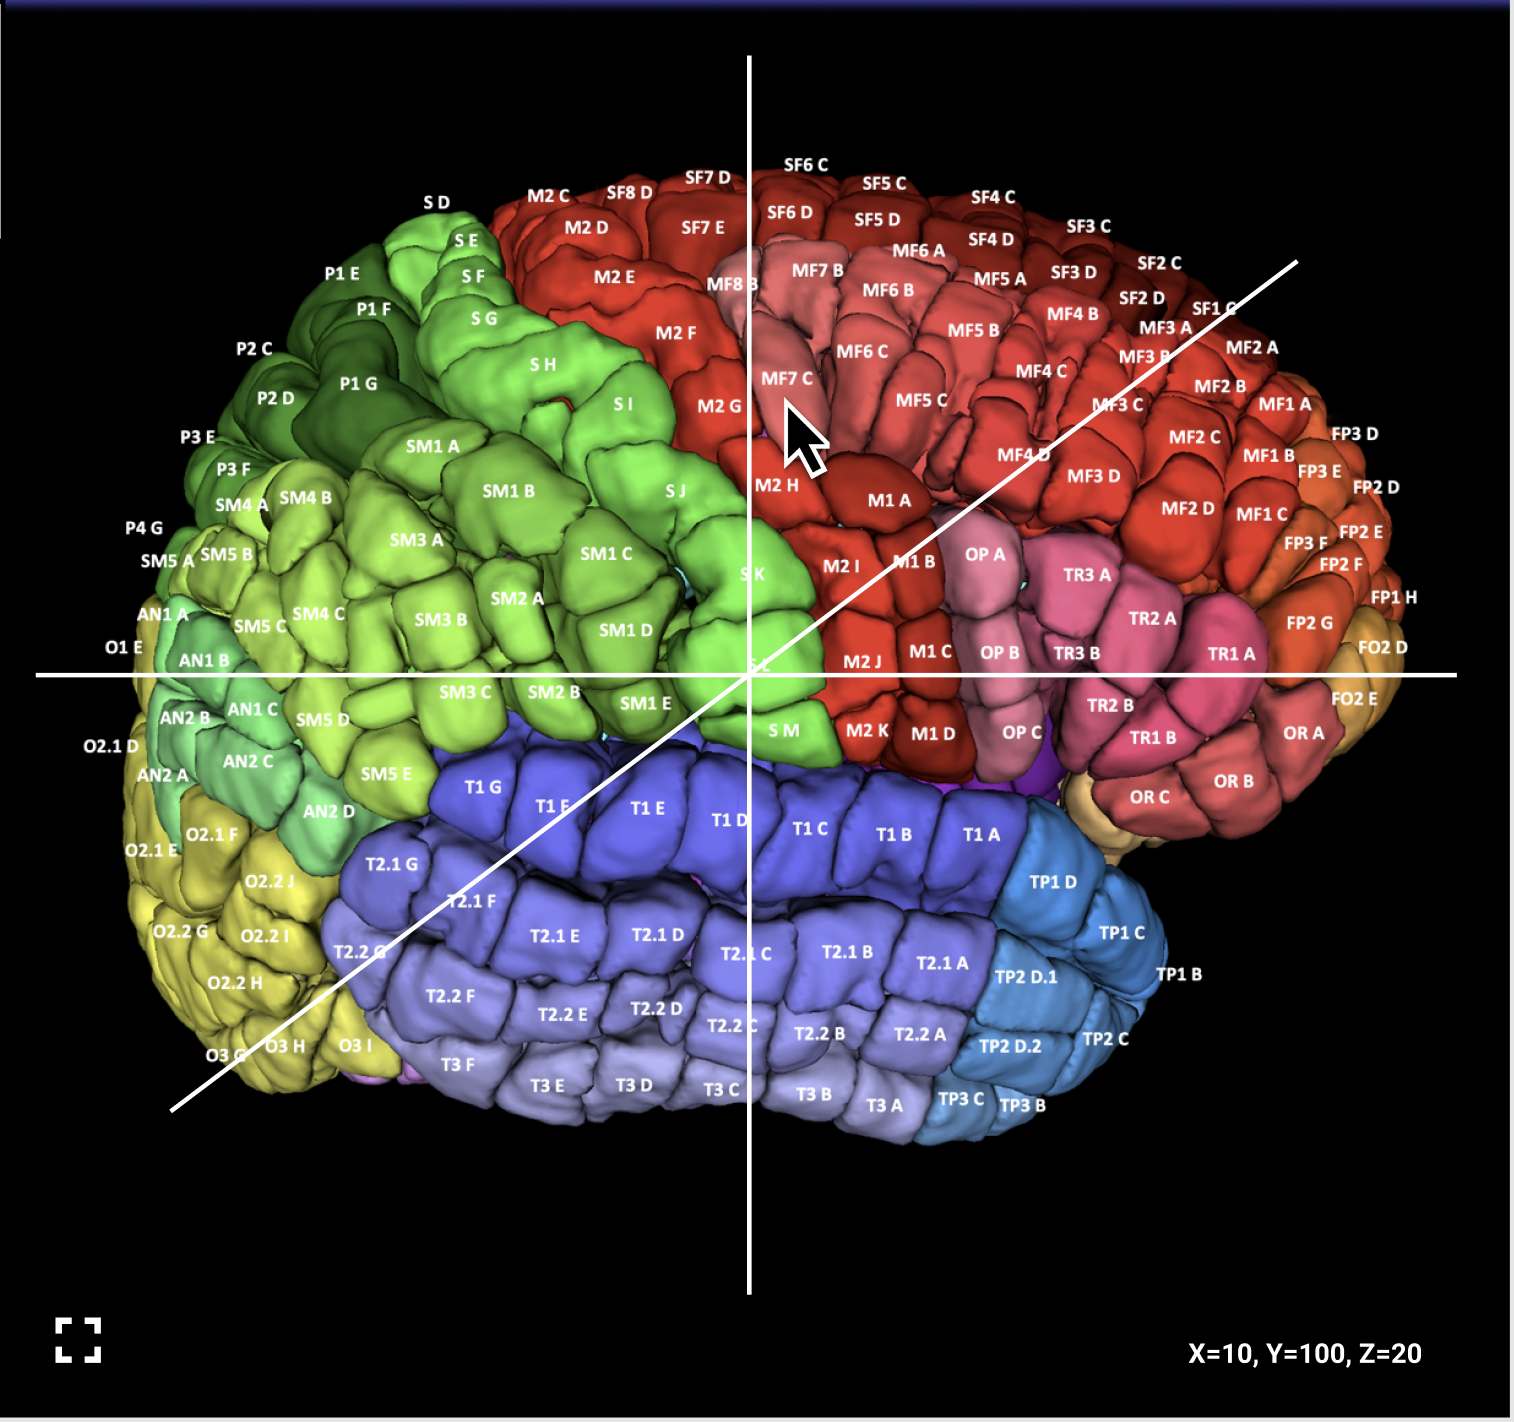 SF6 C
SF7 D
SF5 C
M2 C
SF8 D
SF4 C
S D
SF6 D
SF5 D
SF3 C
M2 D
SF7 E
S E
SF4 D
MF6 A
SF2 C
P1 E
S F
M2 E
MF7 B
SF3 D
MF5 A
MF8 B
MF6 B
SF2 D
P1 F
SF1 C
S G
MF4 B
M2 F
MF5 B
MF3 A
P2 C
MF6 C
MF2 A
MF3 B
S H
MF4 C
P1 G
MF7 C
MF2 B
P2 D
MF5 C
S I
M2 G
MF3 C
MF1 A
P3 E
FP3 D
MF2 C
SM1 A
MF4 D
MF1 B
P3 F
FP3 E
MF3 D
M2 H
FP2 D
SM1 B
S J
SM4 B
M1 A
SM4 A
MF2 D
MF1 C
P4 G
FP2 E
SM3 A
FP3 F
SM5 B
SM1 C
OP A
SM5 A
M1 B
FP2 F
M2 I
S K
TR3 A
SM2 A
FP1 H
AN1 A
SM4 C
TR2 A
SM3 B
FP2 G
SM5 C
SM1 D
O1 E
FO2 D
M1 C
OP B
TR3 B
TR1 A
AN1 B
M2 J
S L
SM3 C
SM2 B
FO2 E
SM1 E
TR2 B
AN1 C
AN2 B
SM5 D
S M
M2 K
M1 D
OP C
OR A
TR1 B
O2.1 D
AN2 C
SM5 E
AN2 A
OR B
T1 G
OR C
T1 F
T1 E
AN2 D
T1 D
T1 C
T1 B
T1 A
O2.1 F
O2.1 E
T2.1 G
O2.2 J
TP1 D
T2.1 F
O2.2 G
O2.2 I
T2.1 E
T2.1 D
TP1 C
T2.2 G
T2.1 C
T2.1 B
T2.1 A
TP1 B
TP2 D.1
O2.2 H
T2.2 F
T2.2 D
T2.2 E
T2.2 C
T2.2 B
T2.2 A
TP2 C
O3 G
O3 H
O3 I
TP2 D.2
T3 F
T3 E
T3 D
T3 C
T3 B
TP3 C
T3 A
TP3 B
X=10, Y=100, Z=20